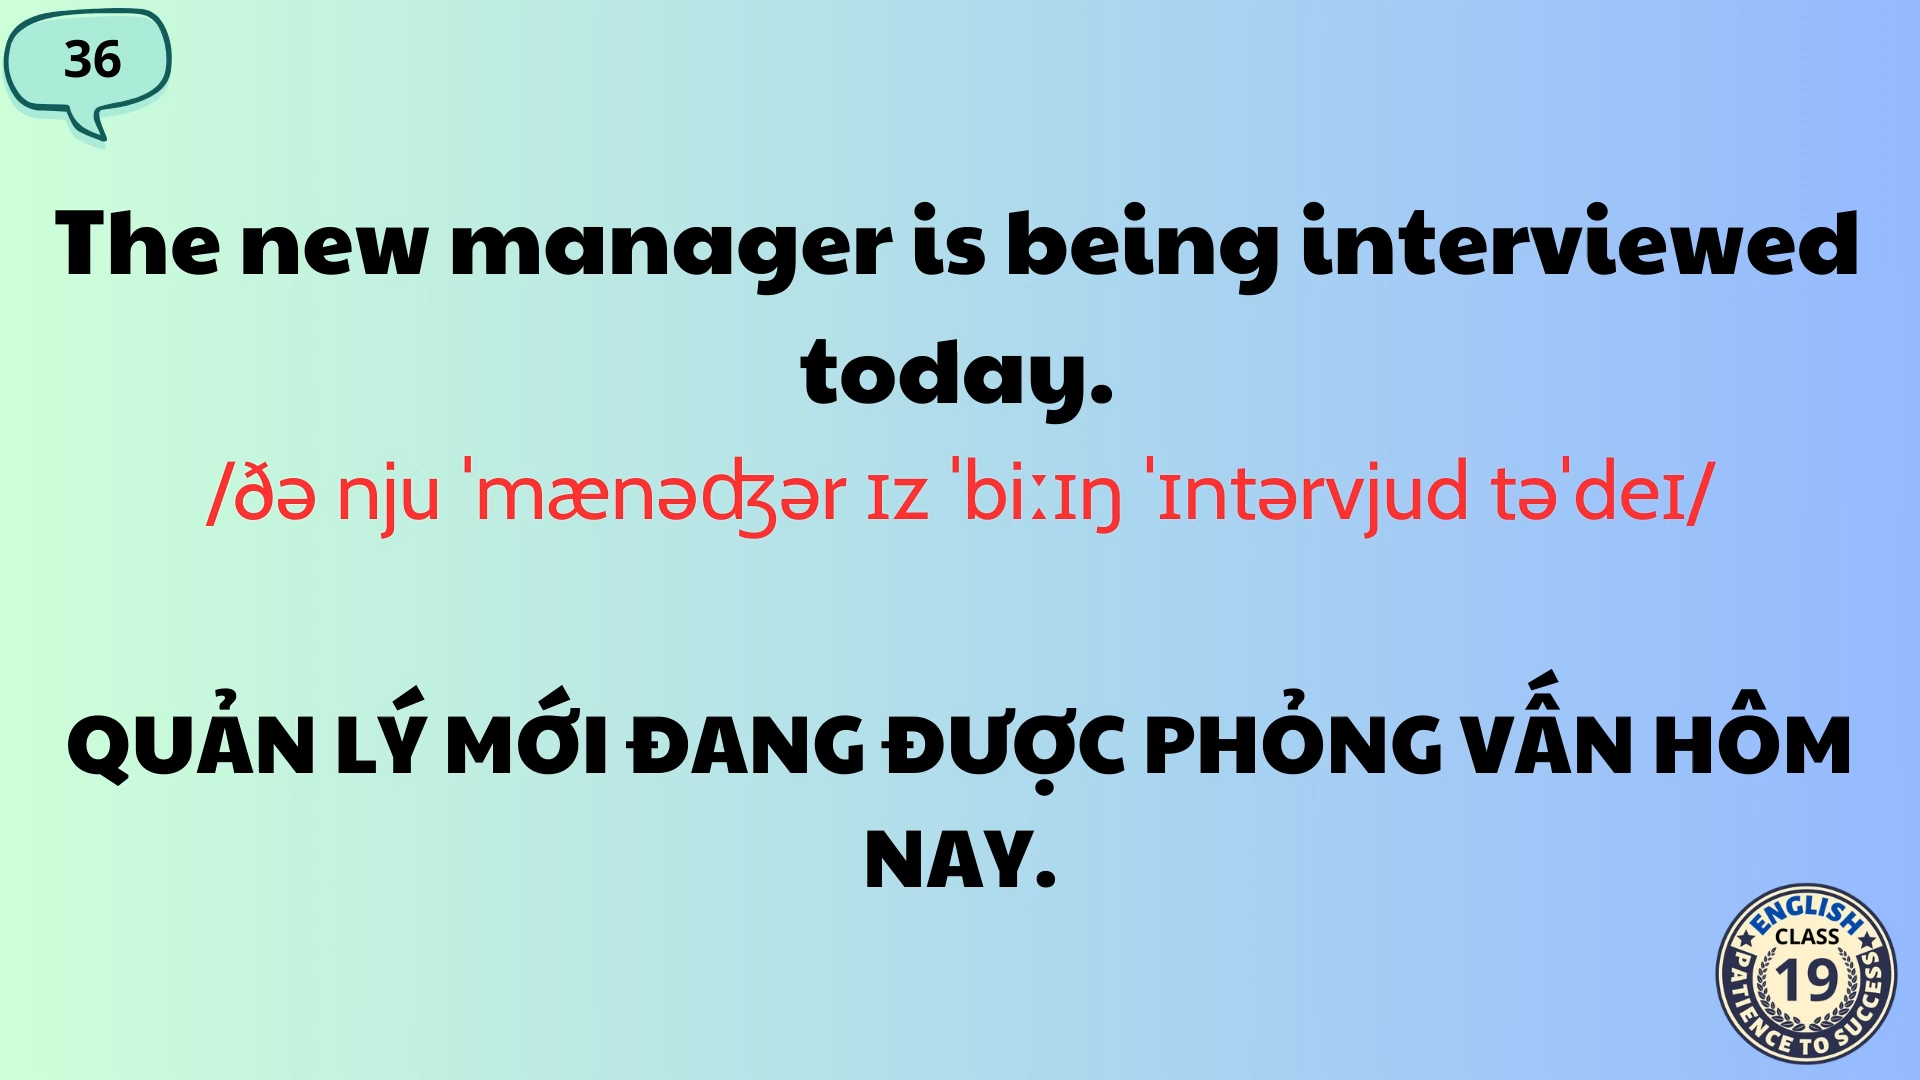 36
The new manager is being interviewed
today.
/ðə nju ˈmænəʤər ɪz ˈbiːɪŋ ˈɪntərvjud təˈdeɪ/
QUẢN LÝ MỚI ĐANG ĐƯỢC PHỎNG VẤN HÔM
NAY.
ENGLISH
CLASS
19
PATIENCE TO SUCCESS